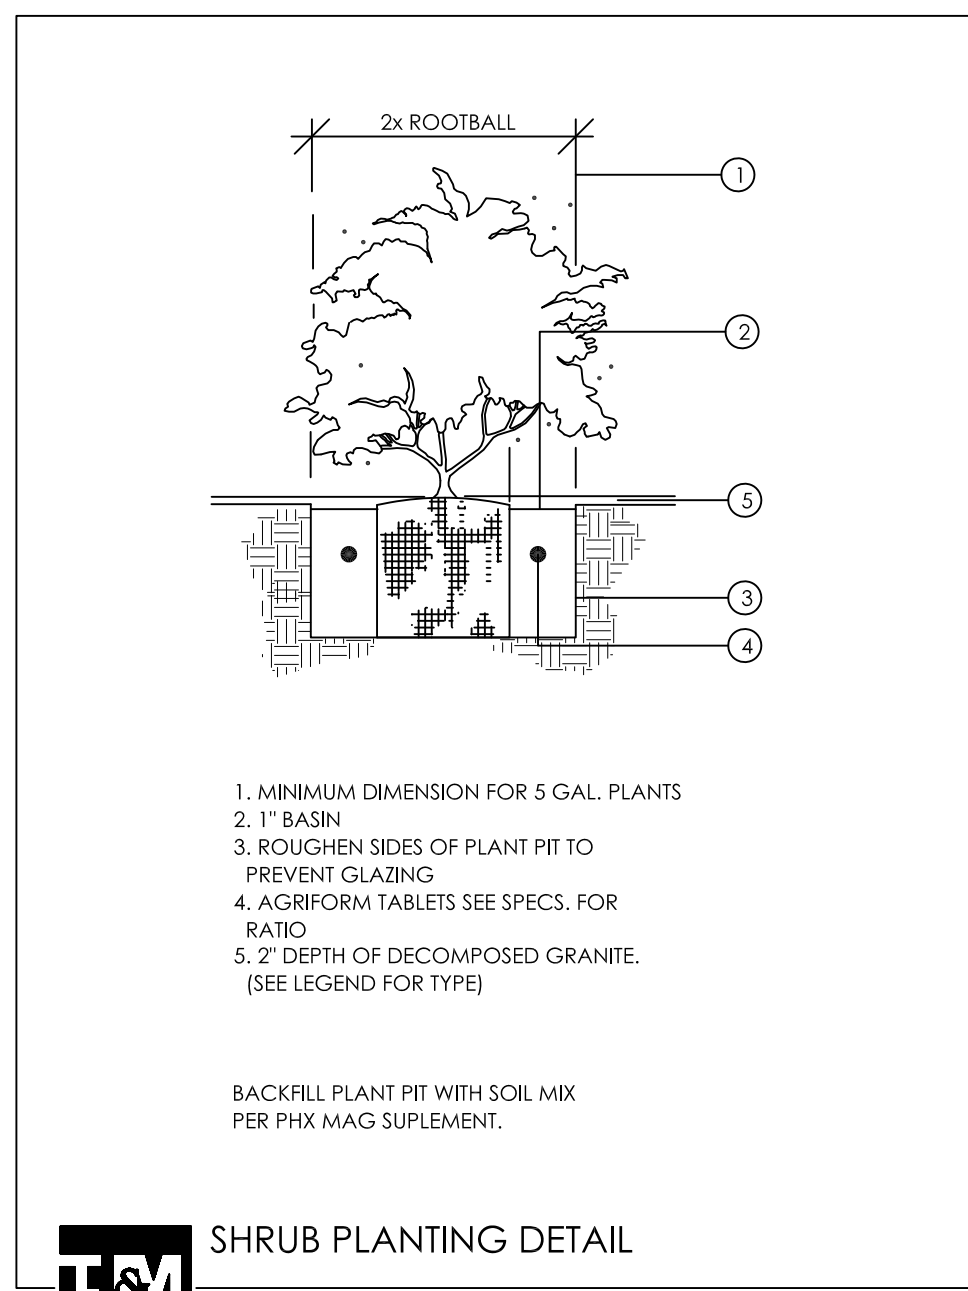 2x ROOTBALL
1
2
5
3
4
1. MINIMUM DIMENSION FOR 5 GAL. PLANTS
2. 1" BASIN
3. ROUGHEN SIDES OF PLANT PIT TO
PREVENT GLAZING
4. AGRIFORM TABLETS SEE SPECS. FOR
RATIO
5. 2" DEPTH OF DECOMPOSED GRANITE.
(SEE LEGEND FOR TYPE)
BACKFILL PLANT PIT WITH SOIL MIX
PER PHX MAG SUPLEMENT.
SHRUB PLANTING DETAIL